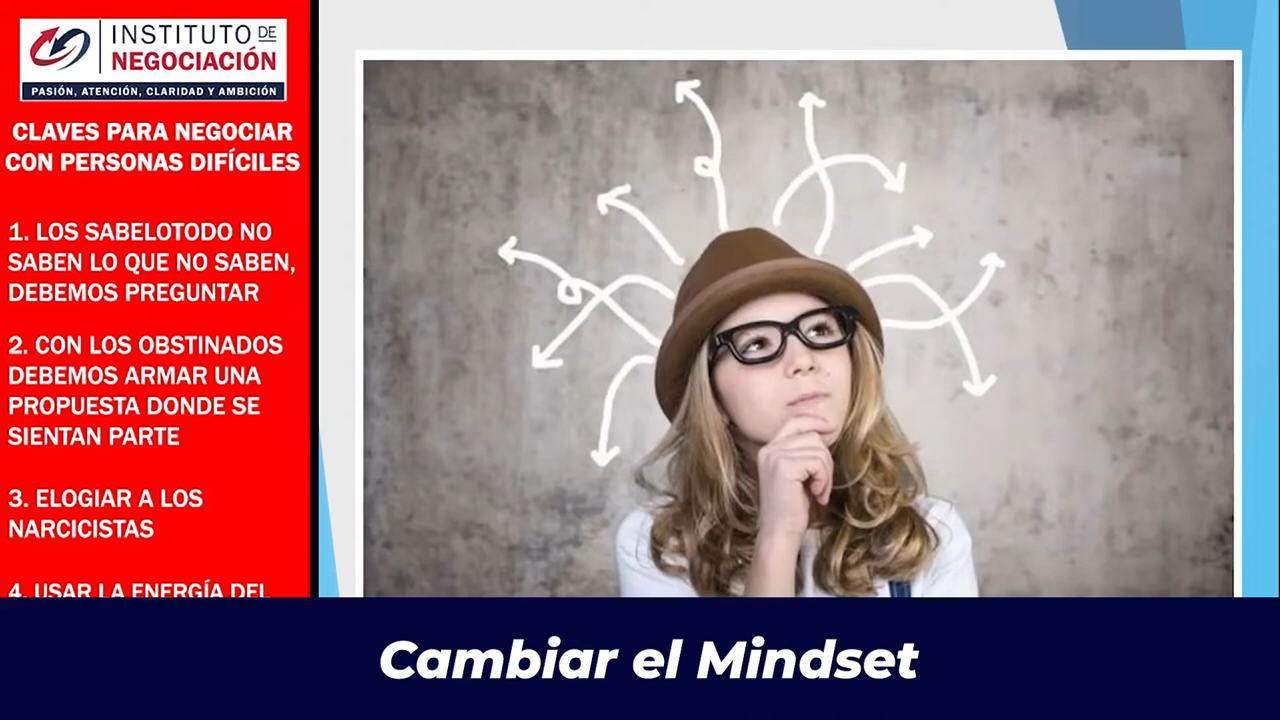 INSTITUTO DE
NEGOCIACIÓN
PASIÓN, ATENCIÓN, CLARIDAD Y AMBICIÓN
CLAVES PARA NEGOCIAR
CON PERSONAS DIFÍCILES
1. LOS SABELOTODO NO
SABEN LO QUE NO SABEN,
DEBEMOS PREGUNTAR
2. CON LOS OBSTINADOS
DEBEMOS ARMAR UNA
PROPUESTA DONDE SE
SIENTAN PARTE
3. ELOGIAR A LOS
NARCICISTAS
4. USAR LA ENERGÍA DEL
Cambiar el Mindset